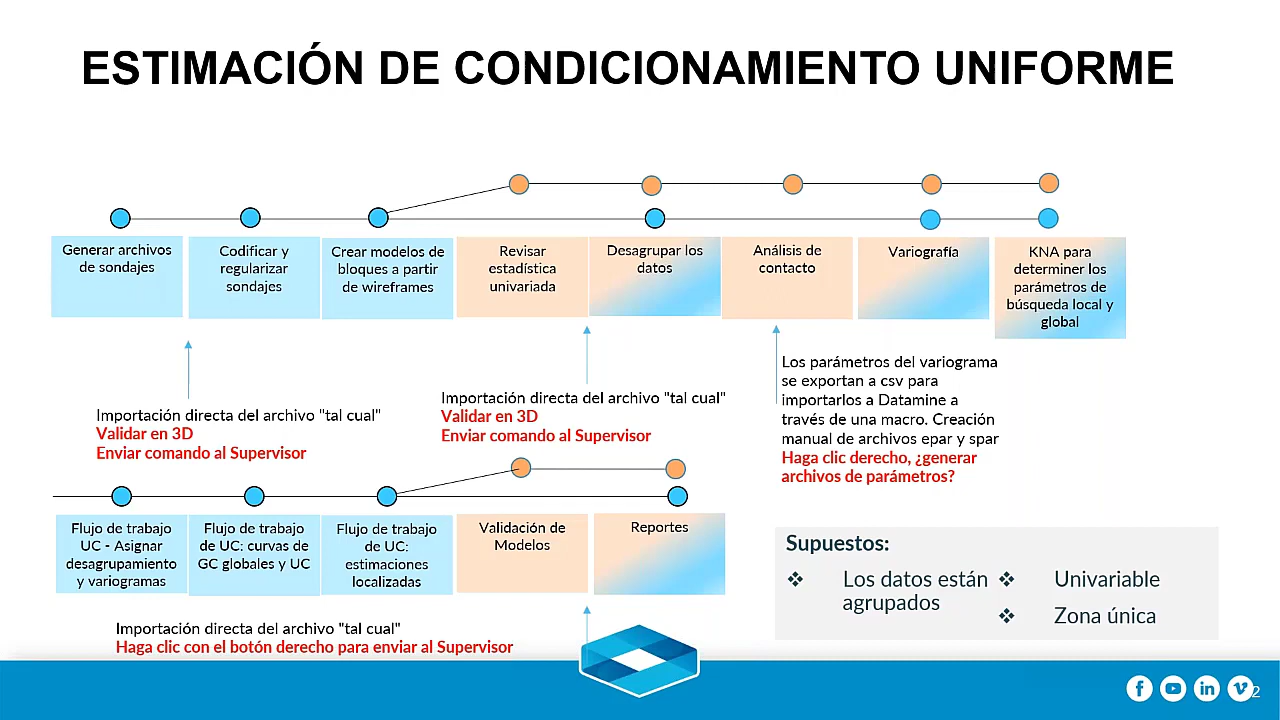 ESTIMACIÓN DE CONDICIONAMIENTO UNIFORME
Generar archivos
de sondajes
Codificar y
regularizar
sondajes
Crear modelos de
bloques a partir
de wireframes
Revisar
estadística
univariada
Desagrupar los
datos
Análisis de
contacto
Variografía
KNA para
determiner los
parámetros de
búsqueda local y
global
Importación directa del archivo "tal cual"
Validar en 3D
Enviar comando al Supervisor
Importación directa del archivo "tal cual"
Validar en 3D
Enviar comando al Supervisor
Los parámetros del variograma
se exportan a csv para
importarlos a Datamine a
través de una macro. Creación
manual de archivos epar y spar
Haga clic derecho, ¿generar
archivos de parámetros?
Flujo de trabajo
UC - Asignar
desagrupamiento
y variogramas
Flujo de trabajo
de UC: curvas de
GC globales y UC
Flujo de trabajo
de UC:
estimaciones
localizadas
Validación de
Modelos
Reportes
Importación directa del archivo "tal cual"
Haga clic con el botón derecho para enviar al Supervisor
Supuestos:
❖ Los datos están
agrupados
❖ Univariable
❖ Zona única
2